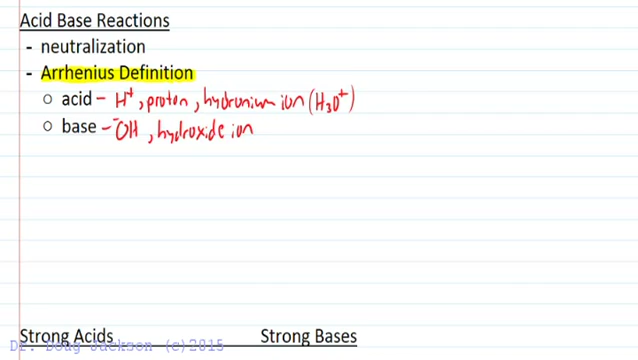 Acid Base Reactions
- neutralization
- Arrhenius Definition
○ acid – H⁺, proton, hydronium ion (H₃O⁺)
○ base – ⁻OH, hydroxide ion
Strong Acids Strong Bases
Dr. Doug Jackson (c)2015